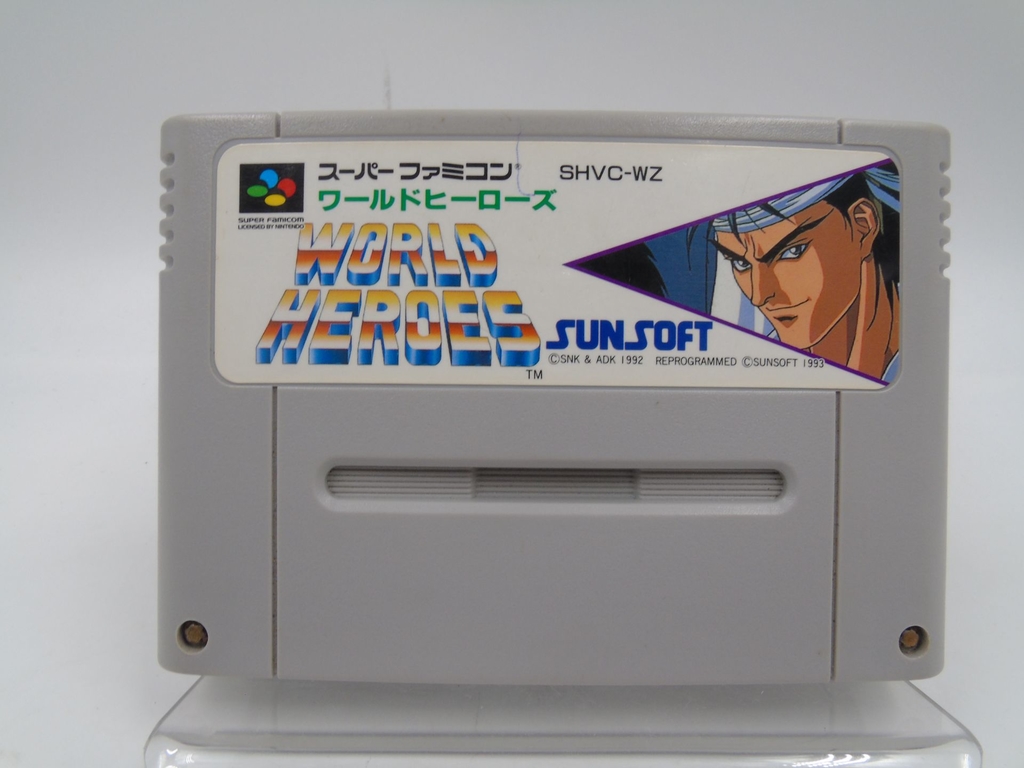 スーパーファミコン®
SHVC-WZ
ワールドヒーローズ
SUPER FAMICOM
LICENSED BY NINTENDO
WORLD
HEROES
TM
SUNSOFT
©SNK & ADK 1992 REPROGRAMMED ©SUNSOFT 1993